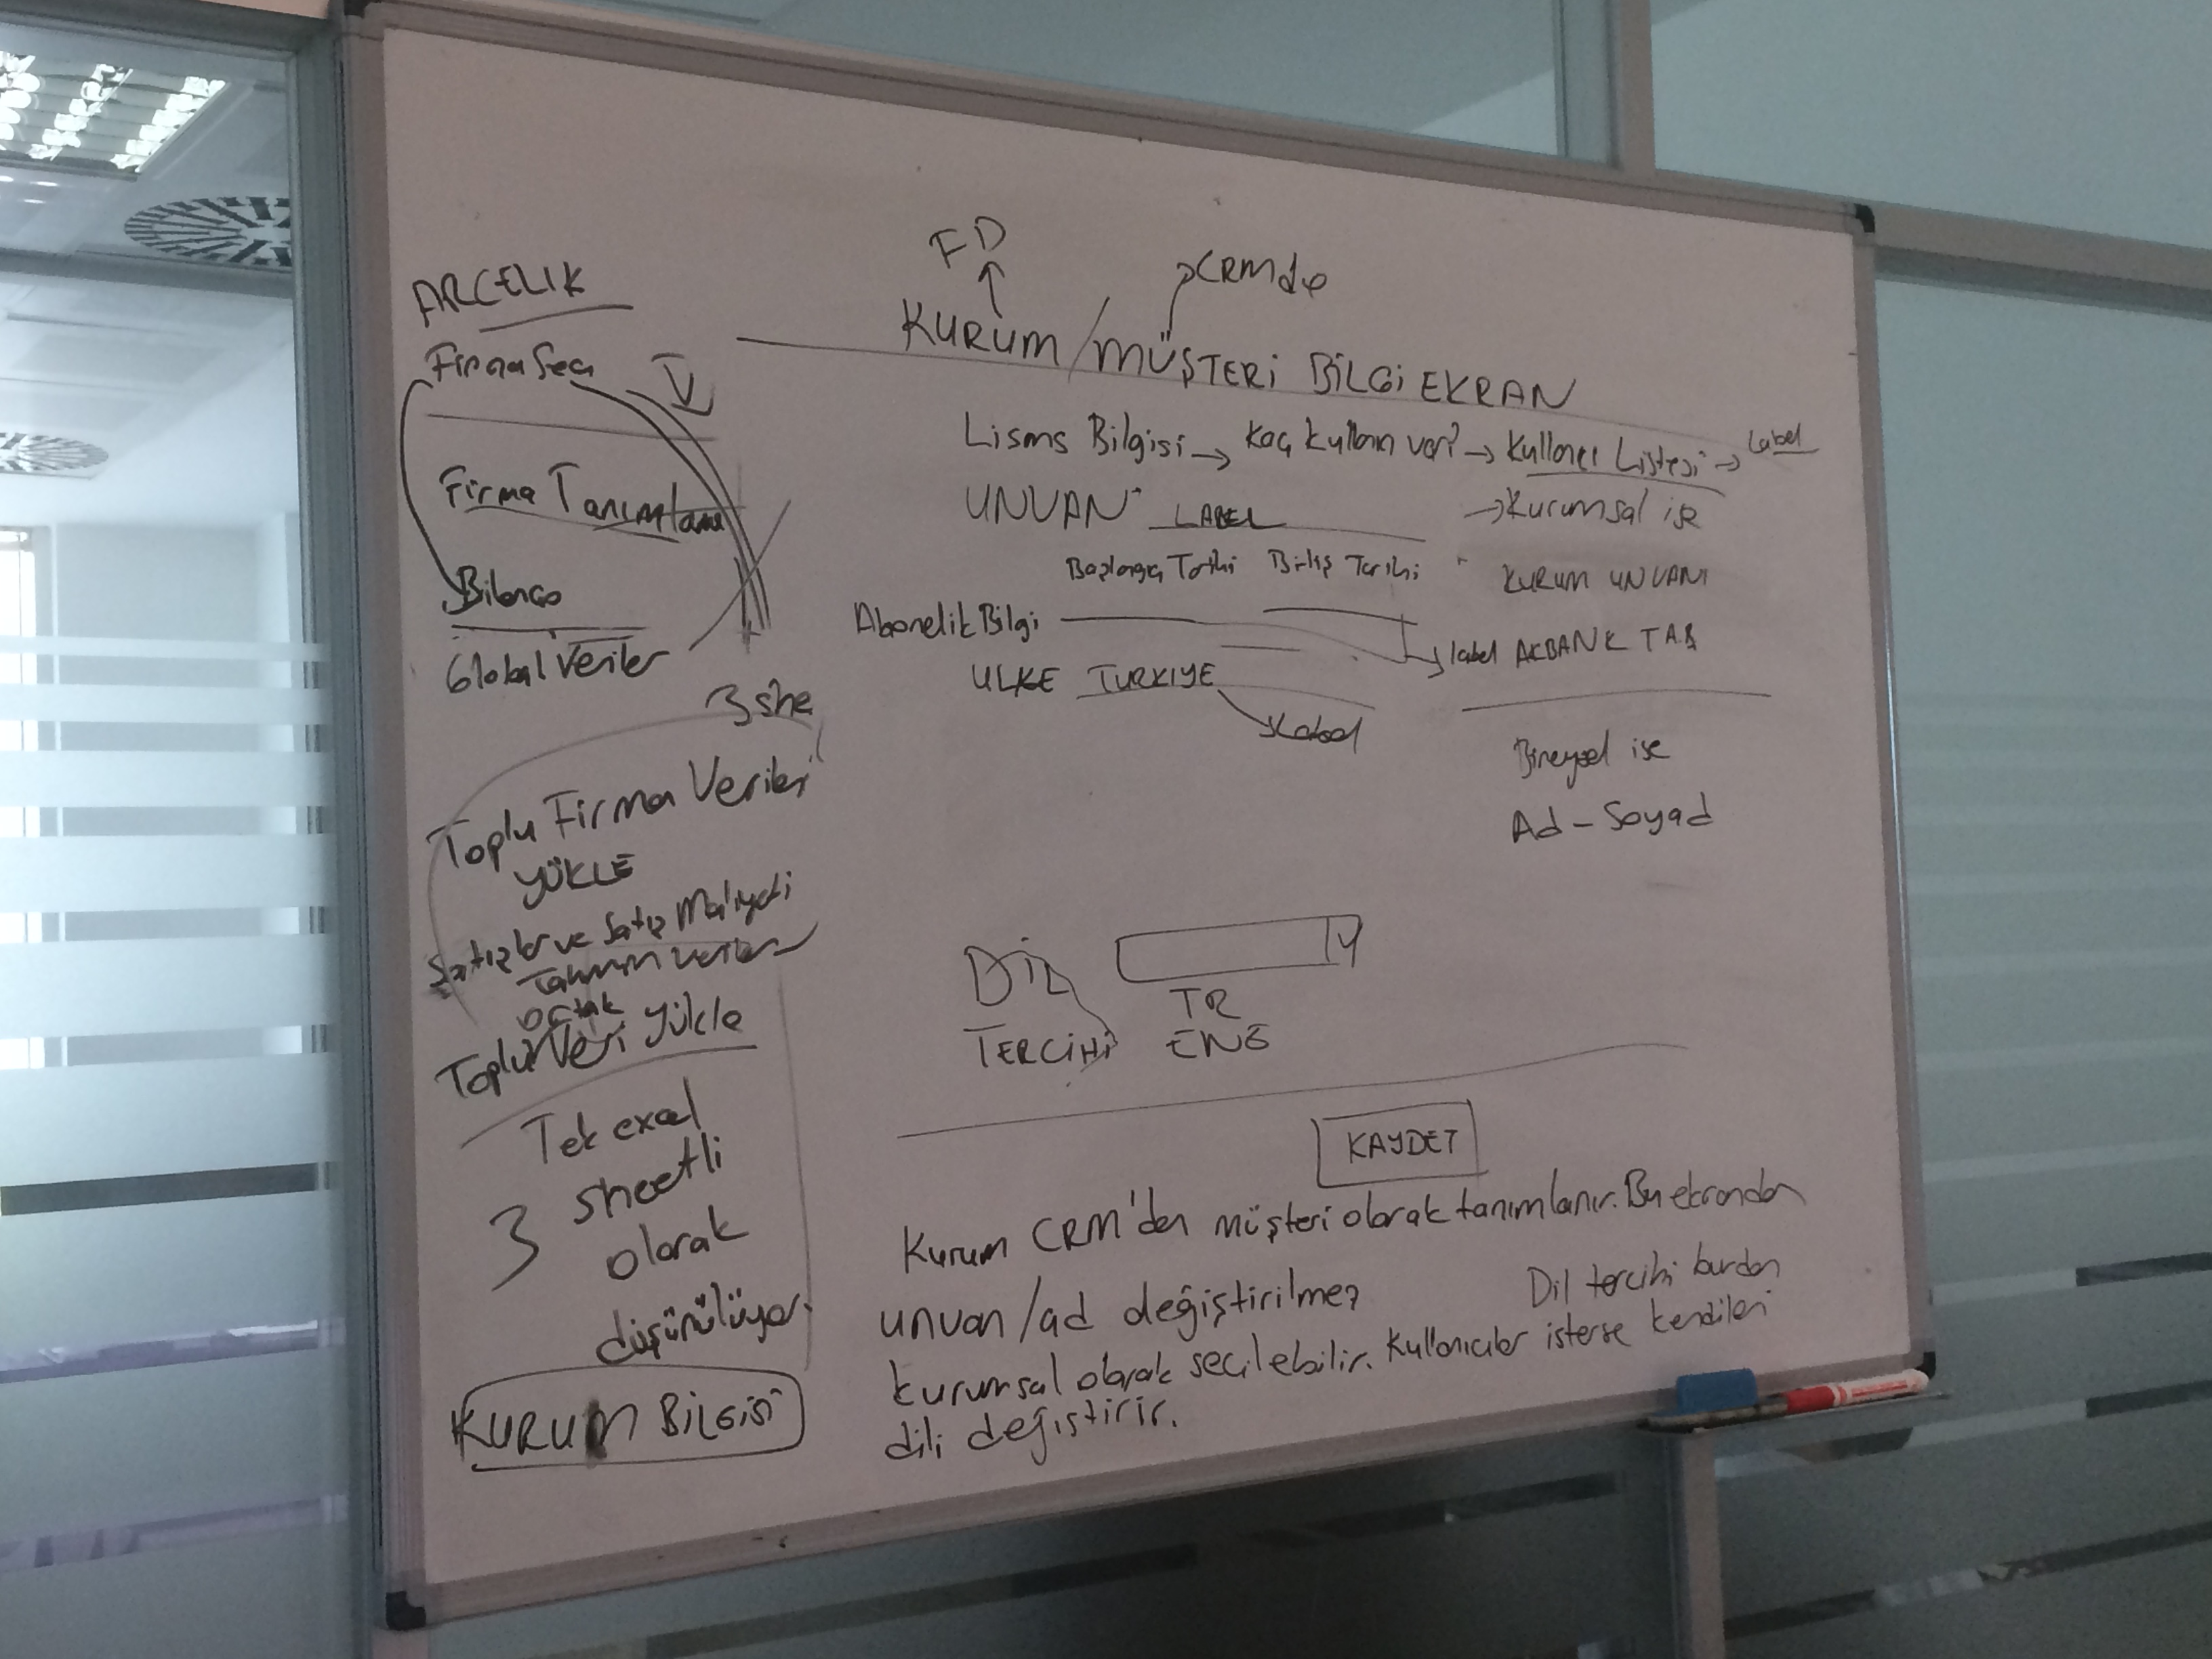 ARCELIK
Firma Seç
Firma Tanımlama
Bilanço
Global Veriler
3 she
Toplu Firma Verileri
YÜKLE
Satışlar ve Satış Maliyeti
Tahmin Verileri
ortak
Toplu Veri Yükle
Tek excel
3 sheetli
olarak
düşünülüyor.
KURUM BİLGİSİ
FD
CRMde
KURUM / MÜŞTERİ BİLGİ EKRAN
Lisans Bilgisi → Kaç kullanıcı var? → Kullanıcı Listesi → Label
UNVAN LABEL
→ Kurumsal ise
Başlangıç Tarihi Bitiş Tarihi
KURUM UNVANI
Abonelik Bilgi
label AKBANK T.A.Ş
ULKE TURKIYE
Label
Bireysel ise
Ad - Soyad
DİL
TERCİHİ
TR
ENG
KAYDET
Kurum CRM'den müşteri olarak tanımlanır. Bu ekrandan
unvan/ad değiştirilmez
Dil tercihi burdan
kurumsal olarak seçilebilir. Kullanıcılar isterse kendileri
dili değiştirir.